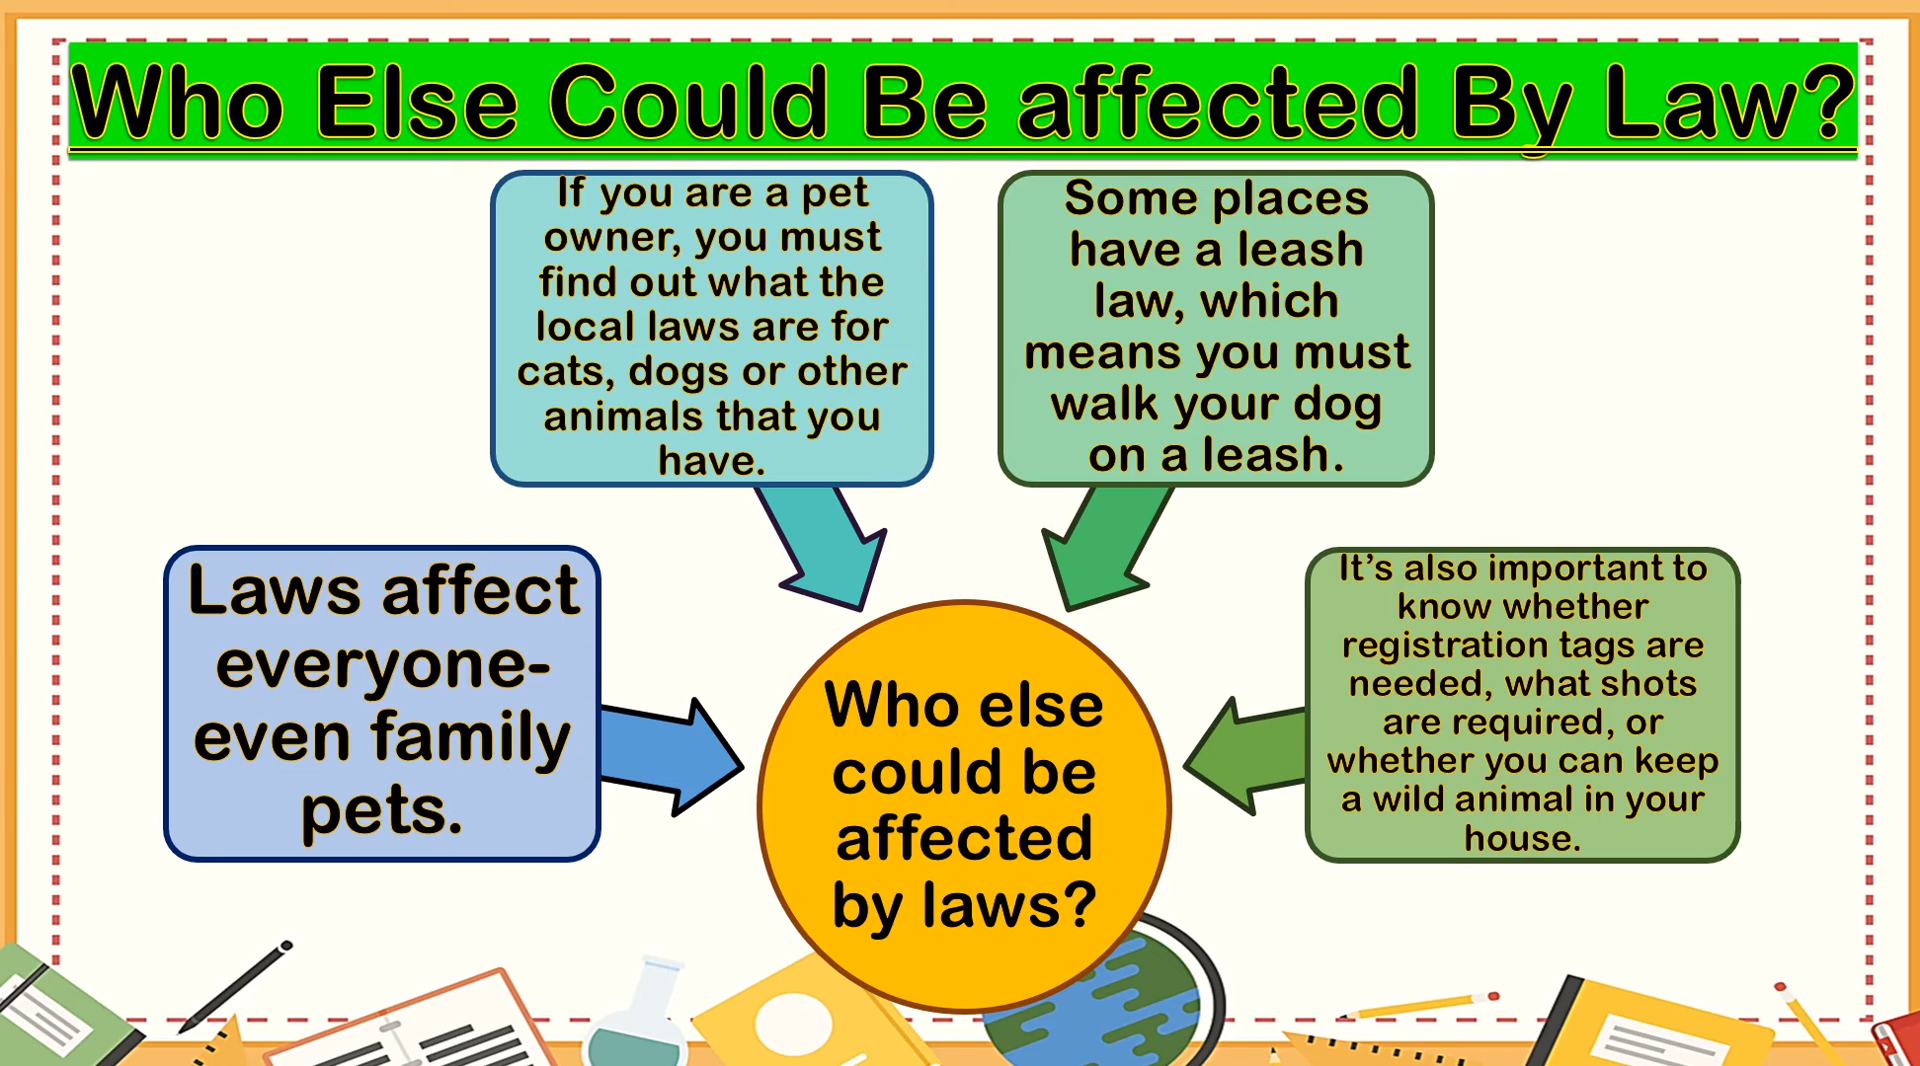 Who Else Could Be affected By Law?
If you are a pet
owner, you must
find out what the
local laws are for
cats, dogs or other
animals that you
have.
Some places
have a leash
law, which
means you must
walk your dog
on a leash.
Laws affect
everyone-
even family
pets.
Who else
could be
affected
by laws?
It’s also important to
know whether
registration tags are
needed, what shots
are required, or
whether you can keep
a wild animal in your
house.